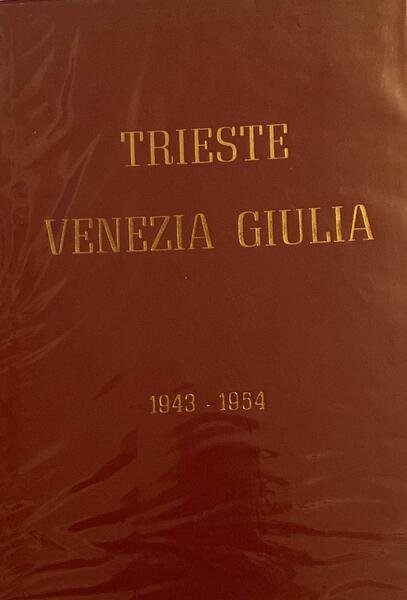 TRIESTE
VENEZIA GIULIA
1943 - 1954